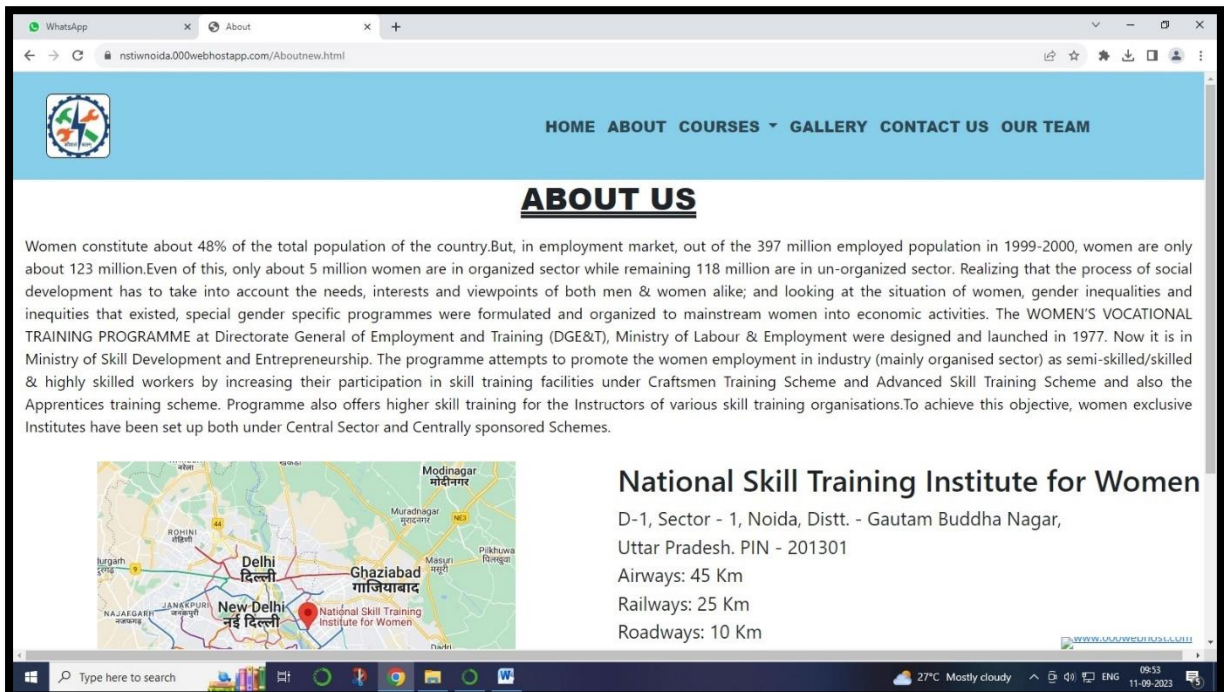 WhatsApp
About
nstiwnoida.000webhostapp.com/Aboutnew.html
HOME ABOUT COURSES GALLERY CONTACT US OUR TEAM
ABOUT US
Women constitute about 48% of the total population of the country.But, in employment market, out of the 397 million employed population in 1999-2000, women are only
about 123 million.Even of this, only about 5 million women are in organized sector while remaining 118 million are in un-organized sector. Realizing that the process of social
development has to take into account the needs, interests and viewpoints of both men & women alike; and looking at the situation of women, gender inequalities and
inequities that existed, special gender specific programmes were formulated and organized to mainstream women into economic activities. The WOMEN'S VOCATIONAL
TRAINING PROGRAMME at Directorate General of Employment and Training (DGE&T), Ministry of Labour & Employment were designed and launched in 1977. Now it is in
Ministry of Skill Development and Entrepreneurship. The programme attempts to promote the women employment in industry (mainly organised sector) as semi-skilled/skilled
& highly skilled workers by increasing their participation in skill training facilities under Craftsmen Training Scheme and Advanced Skill Training Scheme and also the
Apprentices training scheme. Programme also offers higher skill training for the Instructors of various skill training organisations.To achieve this objective, women exclusive
Institutes have been set up both under Central Sector and Centrally sponsored Schemes.
Modinagar
मोदीनगर
Muradnagar
मुरादनगर
NE3
44
ROHINI
रोहिणी
Pilkhuwa
Masuri
मसूरी
9
Delhi
दिल्ली
Ghaziabad
गाजियाबाद
JANAKPURI
जनकपुरी
NAJAFGARH
नजफगढ़
New Delhi
नई दिल्ली
National Skill Training
Institute for Women
Dadri
National Skill Training Institute for Women
D-1, Sector - 1, Noida, Distt. - Gautam Buddha Nagar,
Uttar Pradesh. PIN - 201301
Airways: 45 Km
Railways: 25 Km
Roadways: 10 Km
www.000webhost.com
Type here to search
27°C Mostly cloudy
ENG
09:53
11-09-2023
5